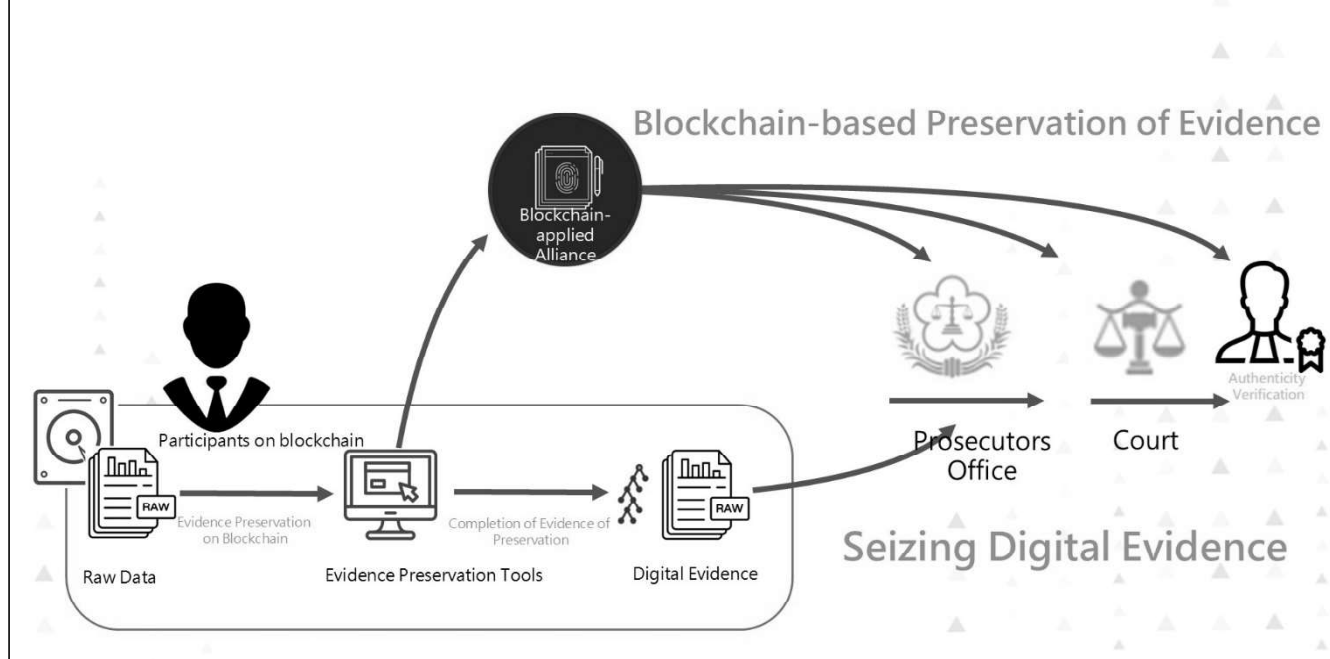 Blockchain-based Preservation of Evidence
Blockchain-
applied
Alliance
Participants on blockchain
RAW
Evidence Preservation
on Blockchain
Raw Data
Evidence Preservation Tools
Completion of Evidence of
Preservation
RAW
Digital Evidence
Prosecutors
Office
Court
Authenticity
Verification
Seizing Digital Evidence